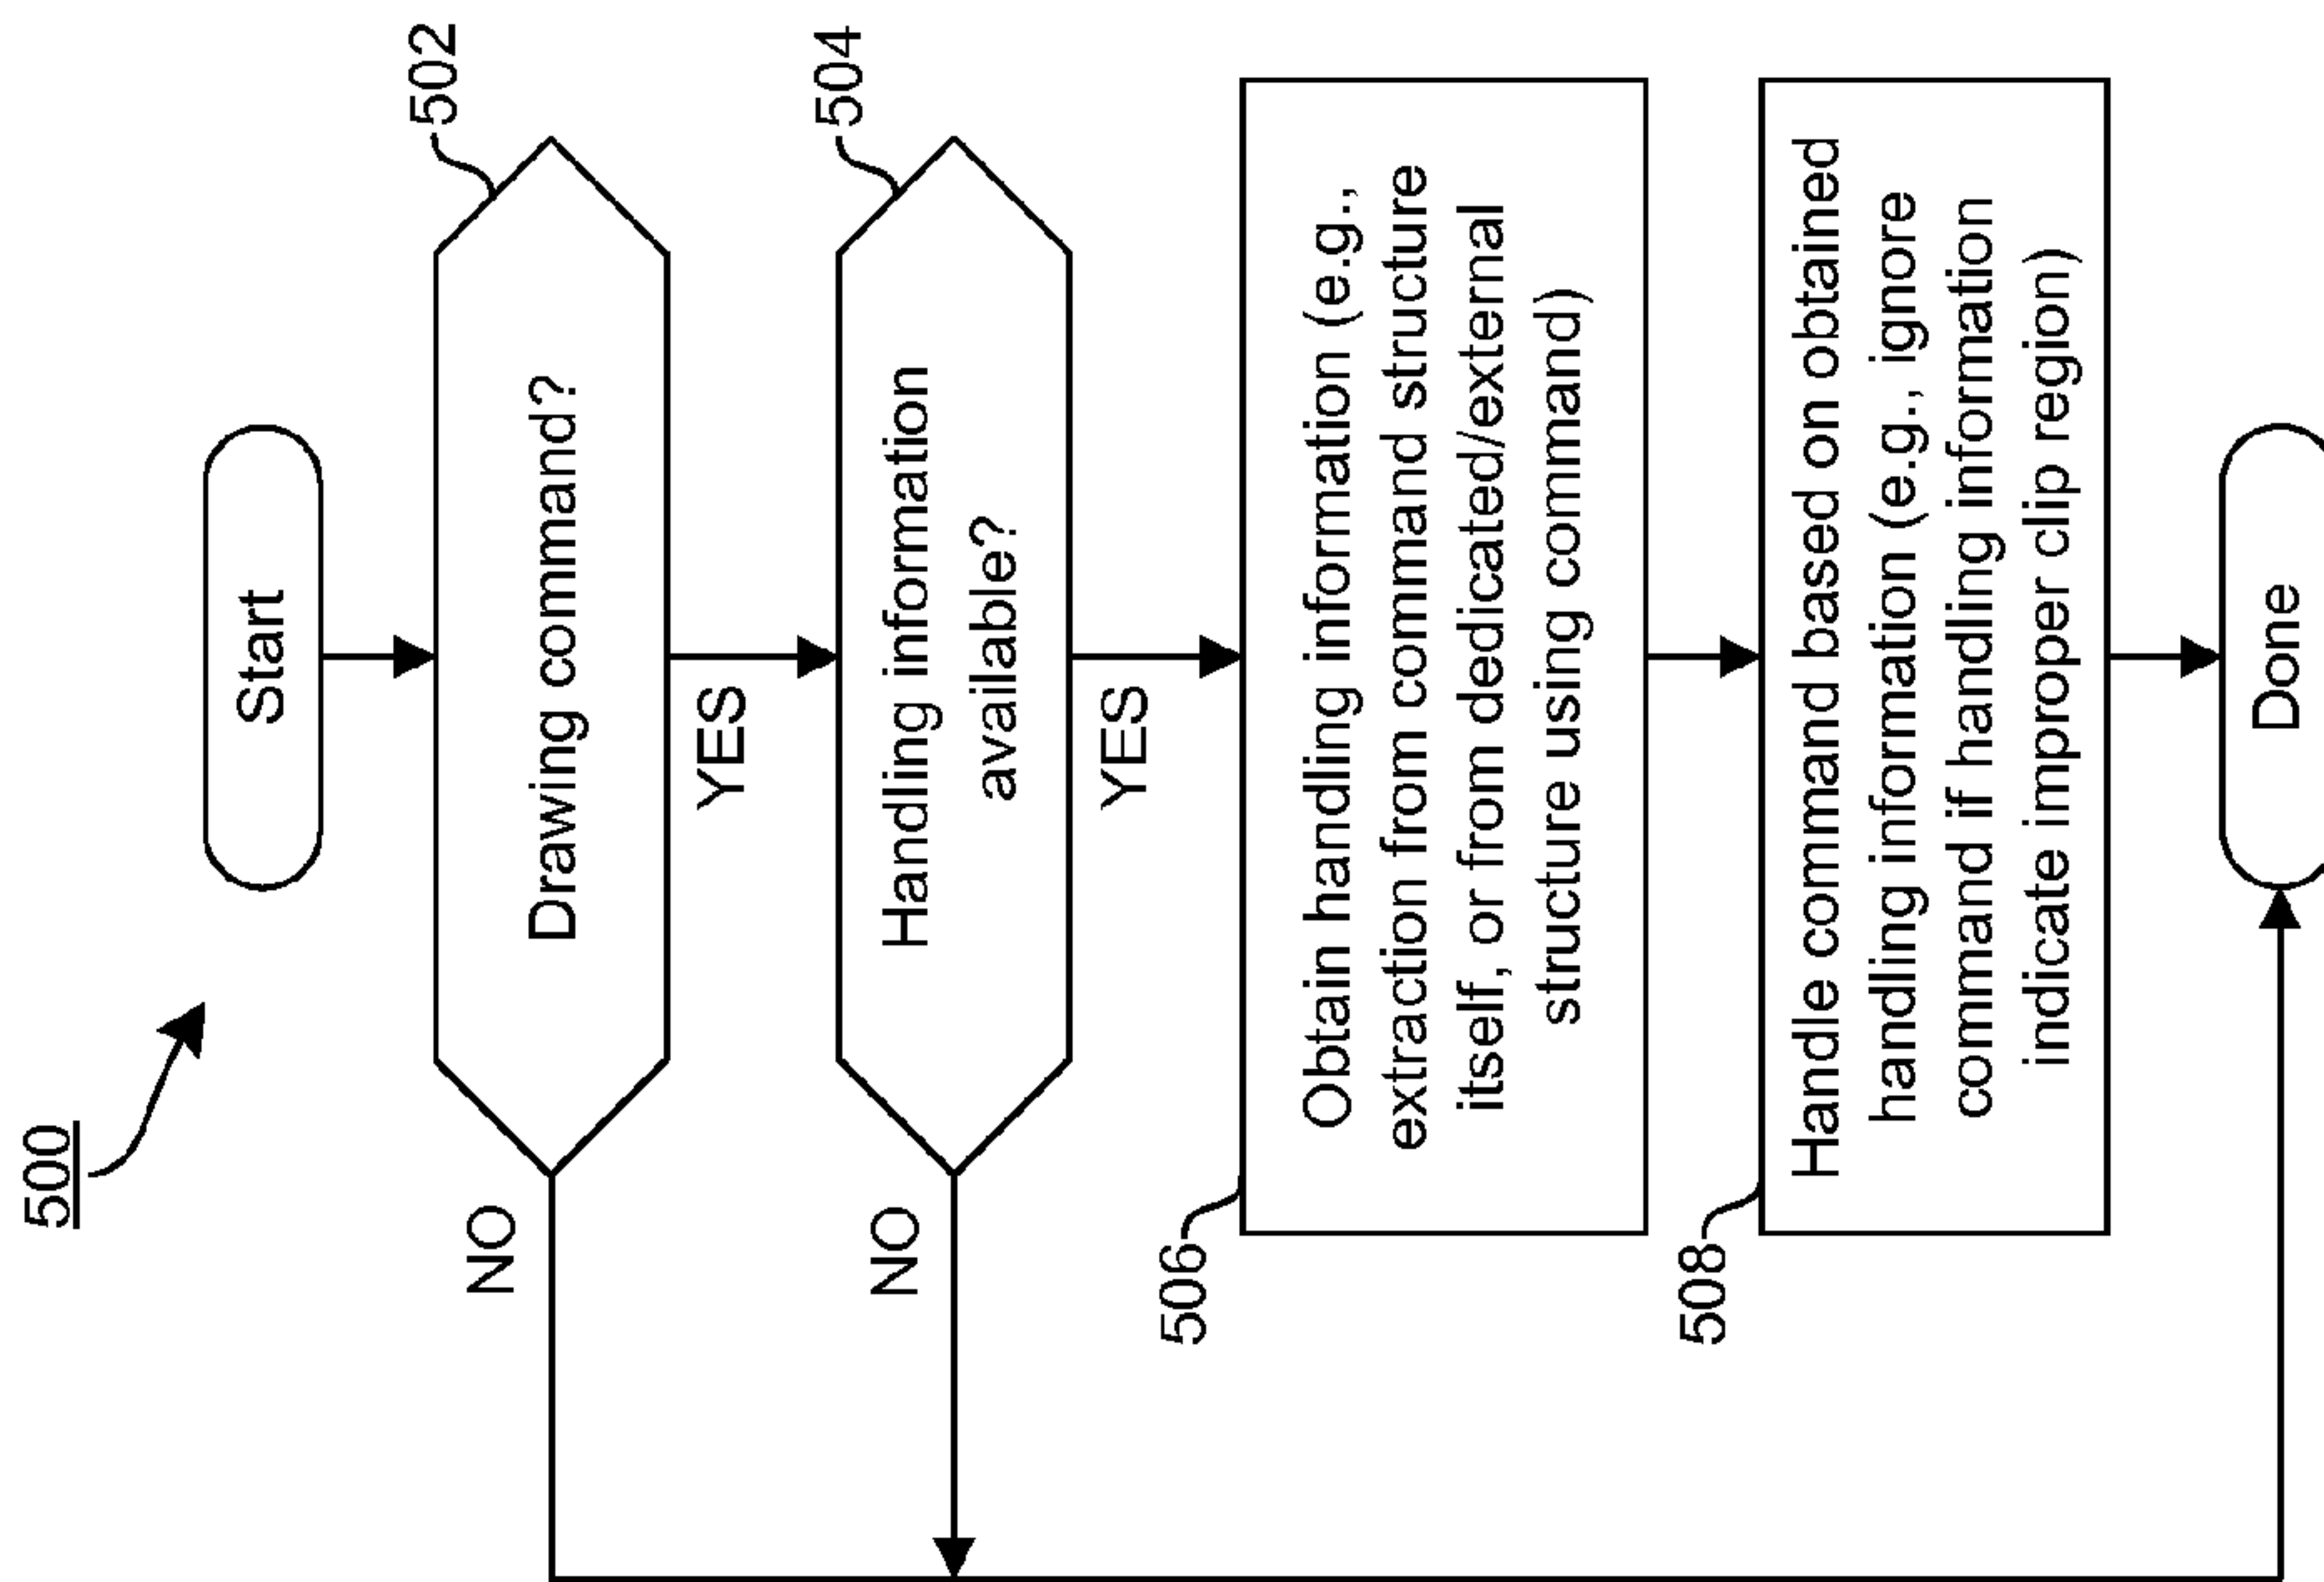 500
Start
502
Drawing command?
NO
YES
504
Handling information
available?
NO
YES
506
Obtain handling information (e.g.,
extraction from command structure
itself, or from dedicated/external
structure using command)
508
Handle command based on obtained
handling information (e.g., ignore
command if handling information
indicate improper clip region)
Done